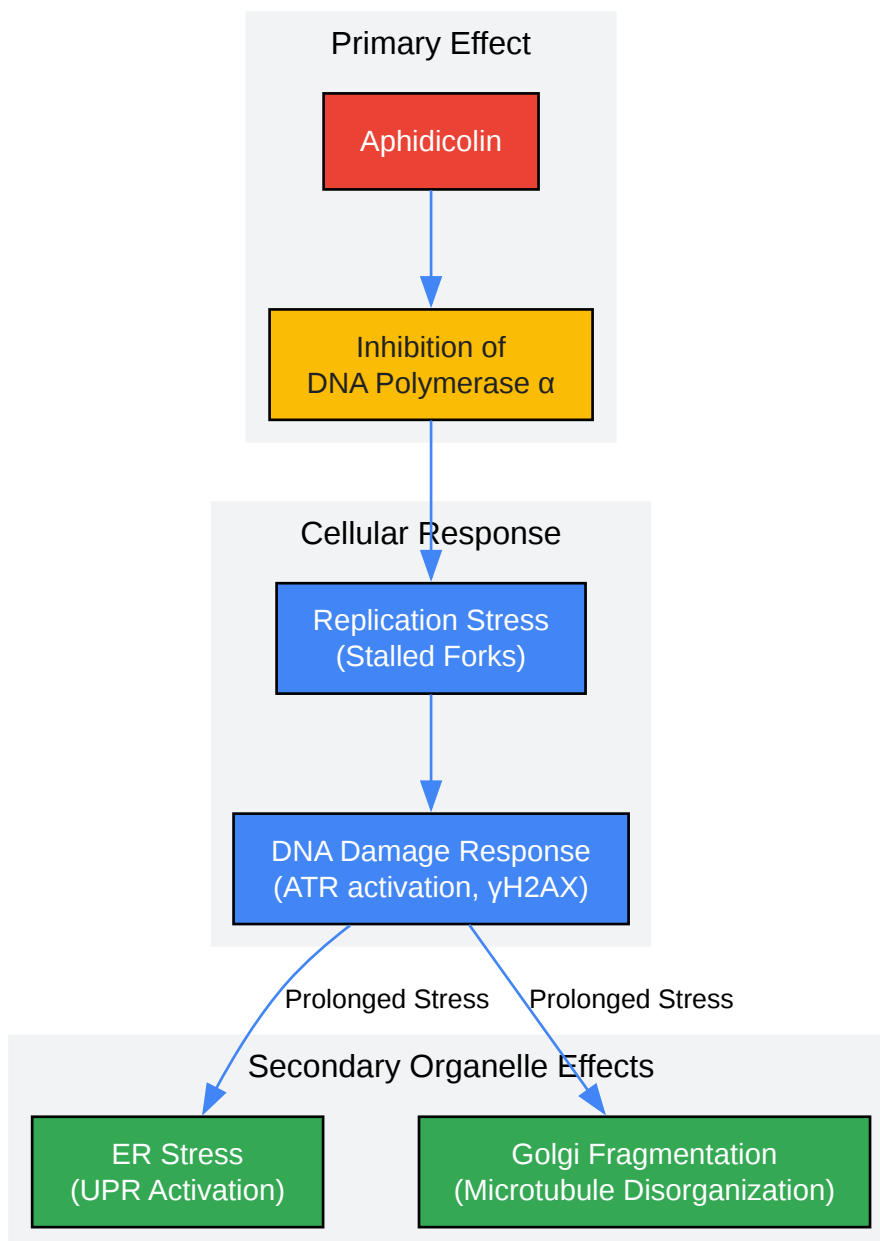 Primary Effect
Aphidicolin
Inhibition of
DNA Polymerase α
Cellular Response
Replication Stress
(Stalled Forks)
DNA Damage Response
(ATR activation, γH2AX)
Prolonged Stress
Prolonged Stress
Secondary Organelle Effects
ER Stress
(UPR Activation)
Golgi Fragmentation
(Microtubule Disorganization)